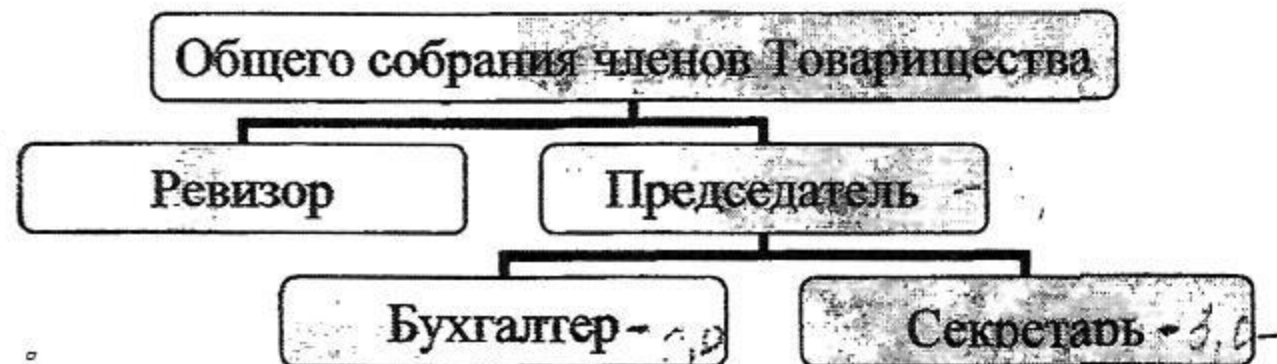 Общего собрания членов Товарищества
Ревизор
Председатель -
Бухгалтер -
Секретарь -